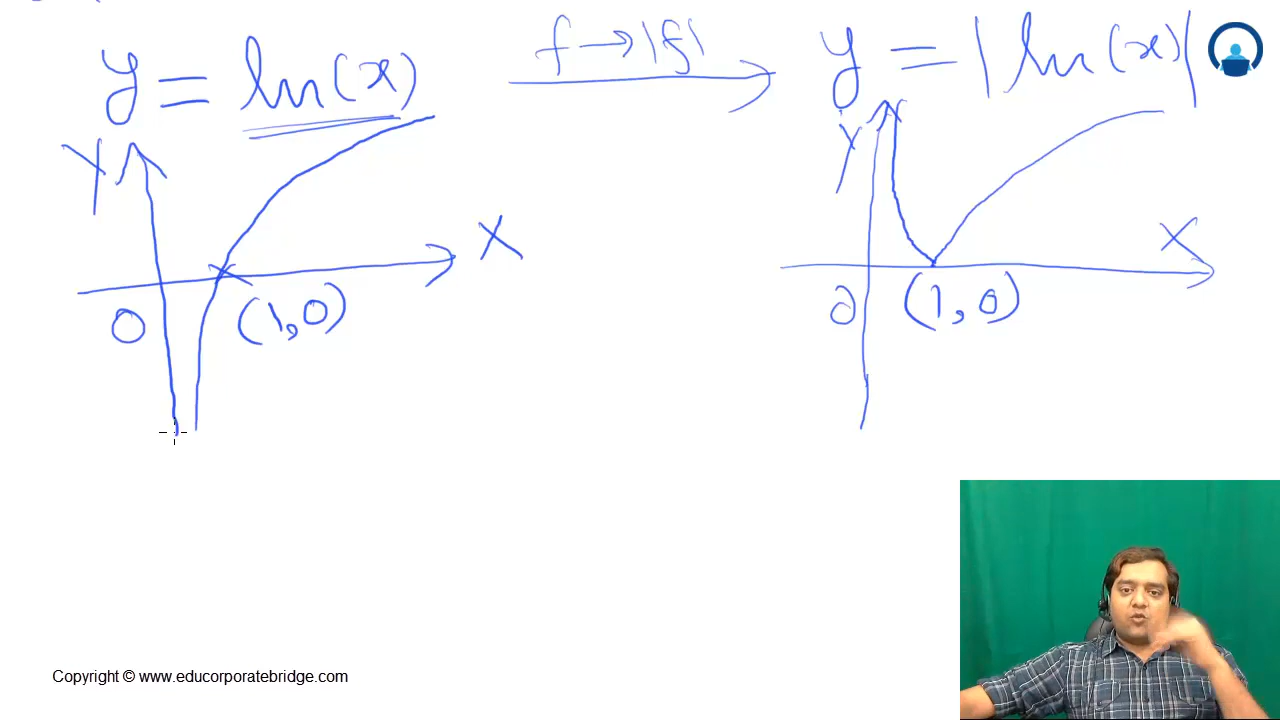 y = ln(x) f → |f| y = |ln(x)|
Y X Y X
0 (1,0) 0 (1,0)
Copyright © www.educorporatebridge.com